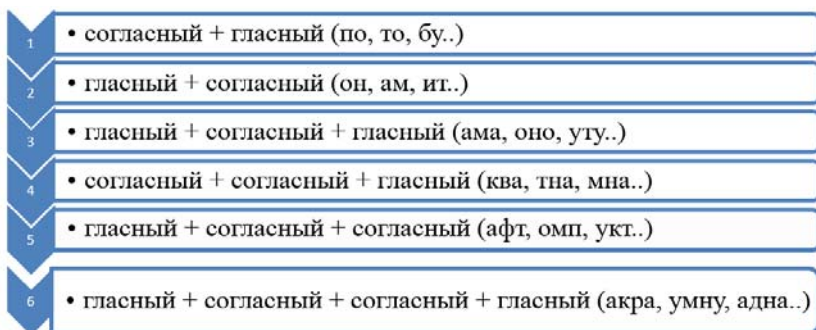 1 • согласный + гласный (по, то, бу..)
2 • гласный + согласный (он, ам, ит..)
3 • гласный + согласный + гласный (ама, оно, уту..)
4 • согласный + согласный + гласный (ква, тна, мна..)
5 • гласный + согласный + согласный (афт, омп, укт..)
6 • гласный + согласный + согласный + гласный (акра, умну, адна..)